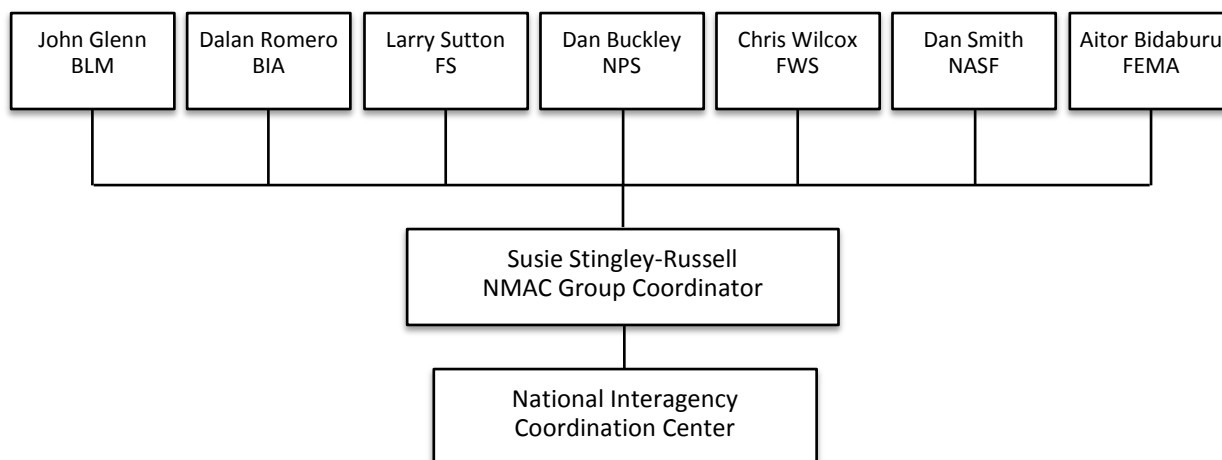 John Glenn
BLM
Dalan Romero
BIA
Larry Sutton
FS
Dan Buckley
NPS
Chris Wilcox
FWS
Dan Smith
NASF
Aitor Bidaburu
FEMA
Susie Stingley-Russell
NMAC Group Coordinator
National Interagency
Coordination Center